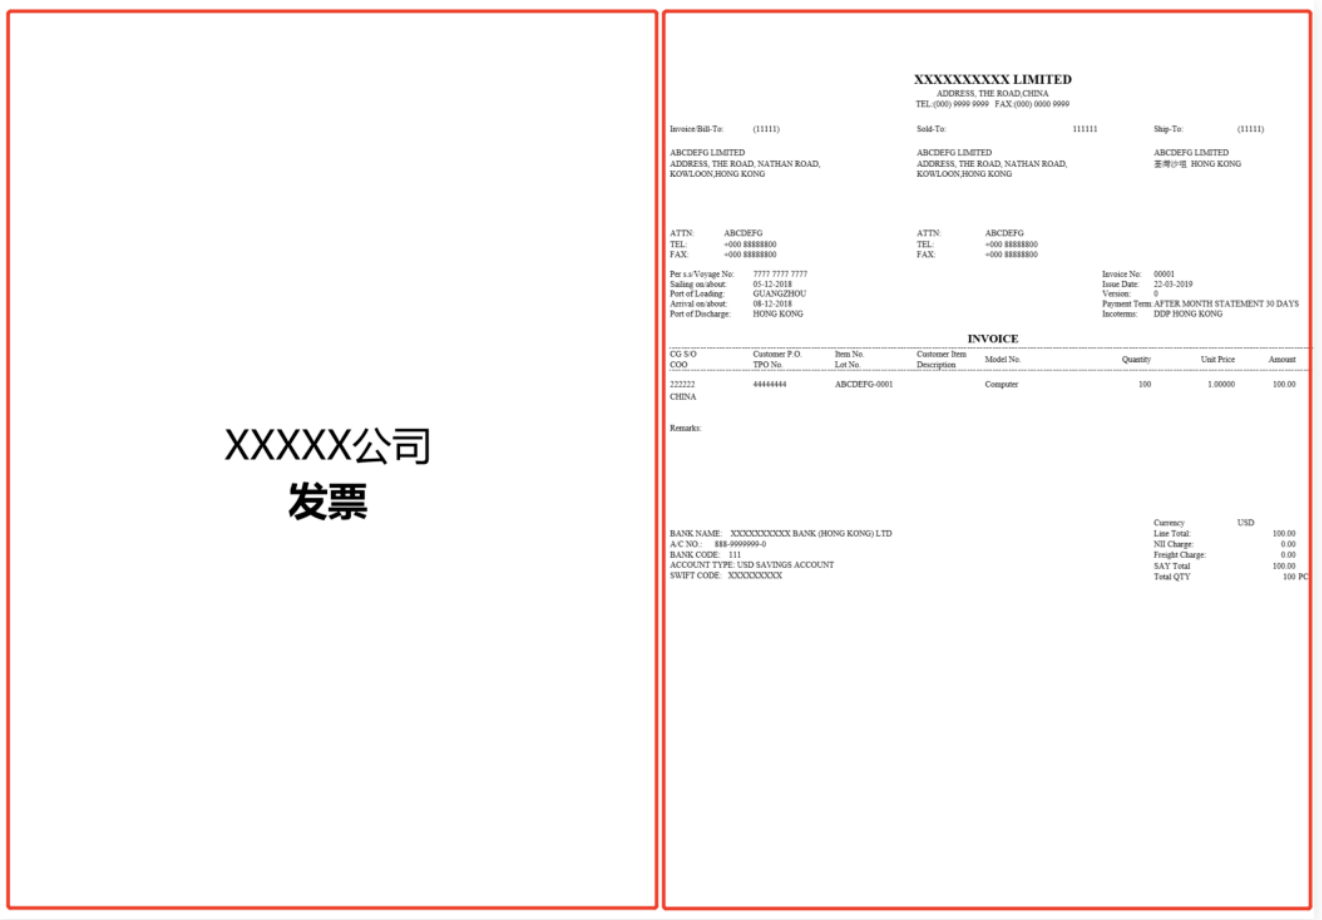 XXXXX公司
发票
XXXXXXXXXX LIMITED
ADDRESS, THE ROAD,CHINA
TEL:(000) 9999 9999 FAX:(000) 0000 9999
Invoice/Bill-To: (11111) Sold-To: 111111 Ship-To: (11111)
ABCDEFG LIMITED ABCDEFG LIMITED ABCDEFG LIMITED
ADDRESS, THE ROAD, NATHAN ROAD, ADDRESS, THE ROAD, NATHAN ROAD, 荃灣沙咀 HONG KONG
KOWLOON,HONG KONG KOWLOON,HONG KONG
ATTN: ABCDEFG ATTN: ABCDEFG
TEL: +000 88888800 TEL: +000 88888800
FAX: +000 88888800 FAX: +000 88888800
Per s.s/Voyage No: 7777 7777 7777 Invoice No: 00001
Sailing on/about: 05-12-2018 Issue Date: 22-03-2019
Port of Loading: GUANGZHOU Version: 0
Arrival on/about: 08-12-2018 Payment Term: AFTER MONTH STATEMENT 30 DAYS
Port of Discharge: HONG KONG Incoterms: DDP HONG KONG
INVOICE
CG S/O Customer P.O. Item No. Customer Item Model No. Quantity Unit Price Amount
COO TPO No. Lot No. Description
222222 44444444 ABCDEFG-0001 Computer 100 1.00000 100.00
CHINA
Remarks:
Currency USD
BANK NAME: XXXXXXXXXX BANK (HONG KONG) LTD Line Total: 100.00
A/C NO.: 888-9999999-0 NII Charge: 0.00
BANK CODE: 111 Freight Charge: 0.00
ACCOUNT TYPE: USD SAVINGS ACCOUNT SAY Total 100.00
SWIFT CODE: XXXXXXXXX Total QTY 100 PC